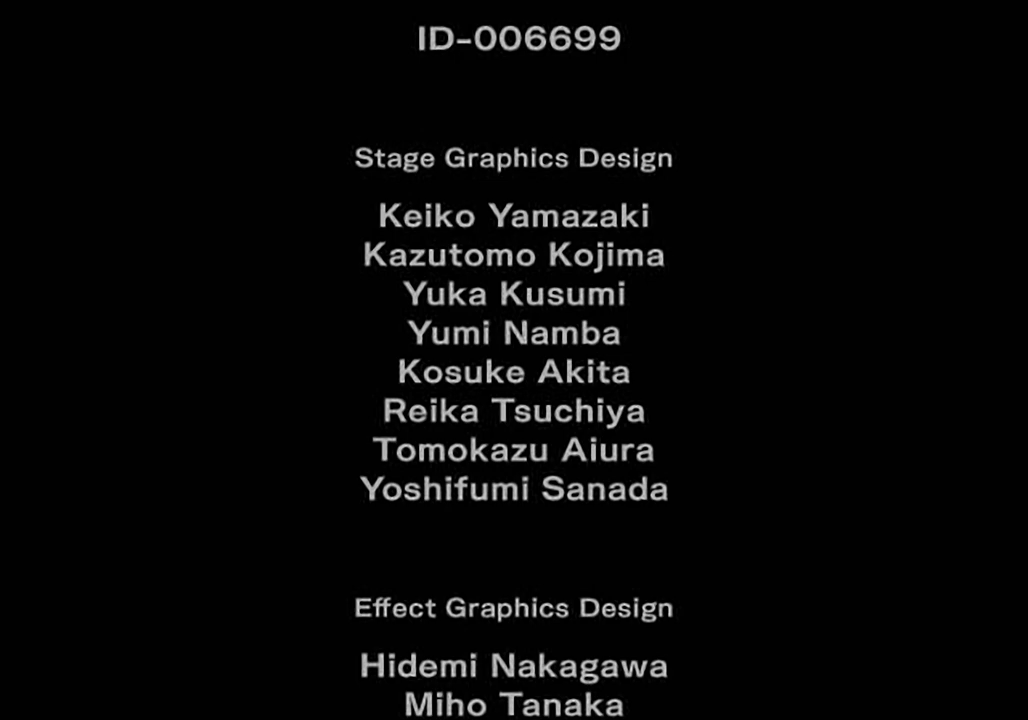 ID-006699
Stage Graphics Design
Keiko Yamazaki
Kazutomo Kojima
Yuka Kusumi
Yumi Namba
Kosuke Akita
Reika Tsuchiya
Tomokazu Aiura
Yoshifumi Sanada
Effect Graphics Design
Hidemi Nakagawa
Miho Tanaka